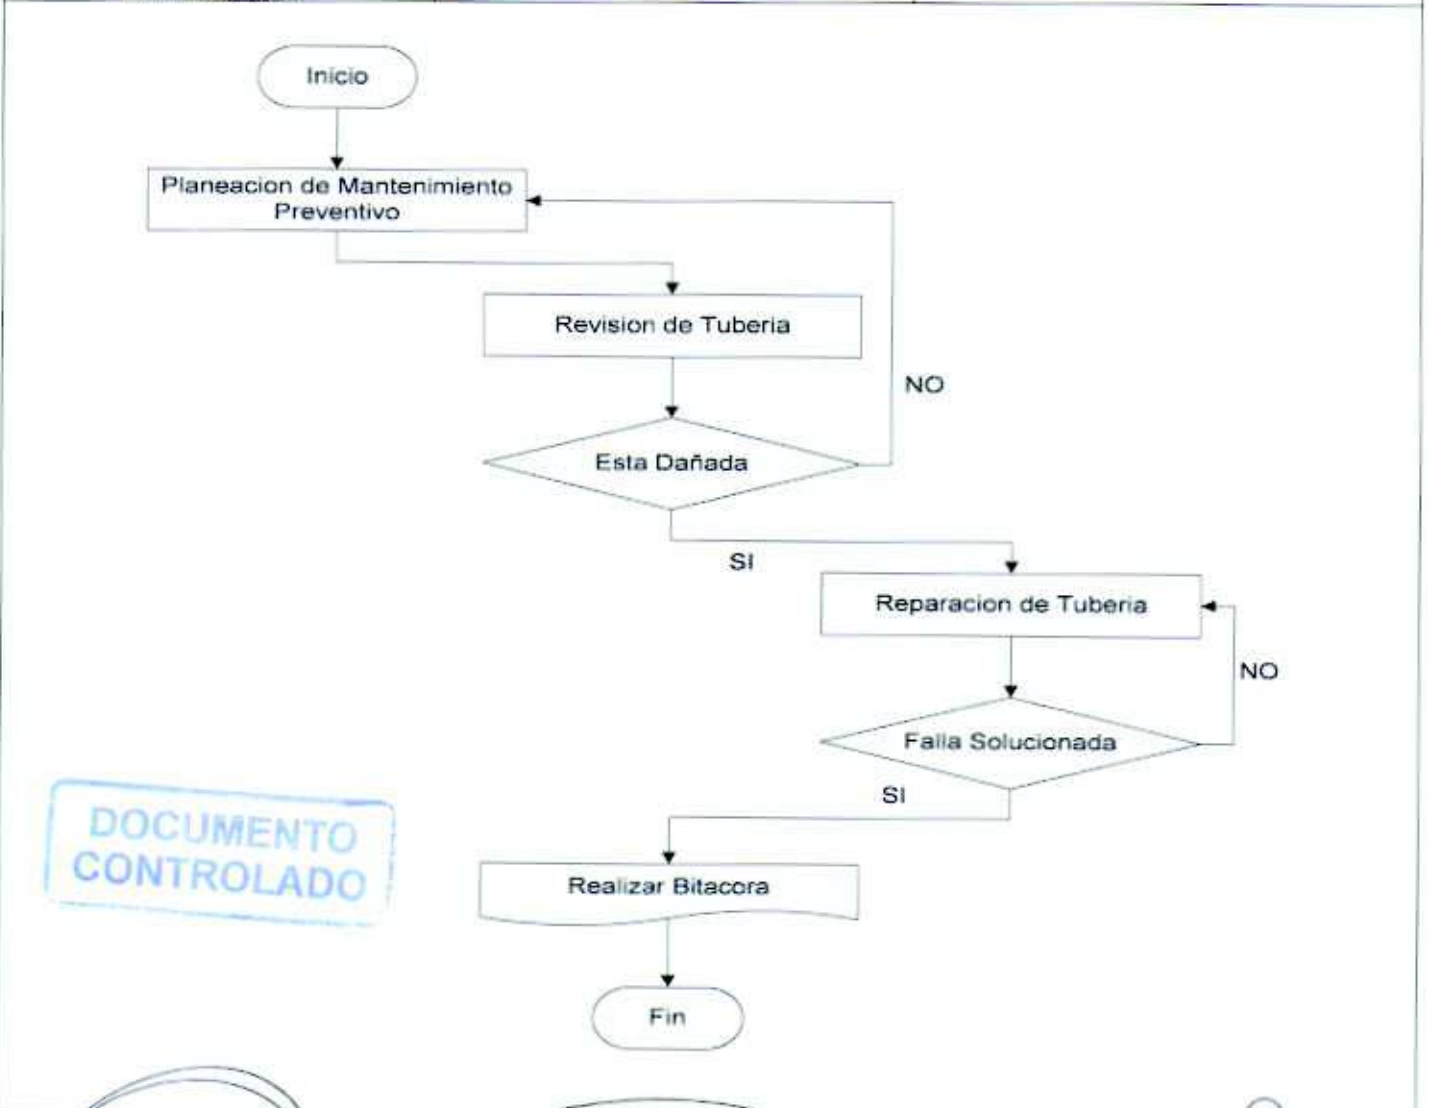 Inicio
Planeacion de Mantenimiento
Preventivo
Revision de Tuberia
NO
Esta Dañada
SI
Reparacion de Tuberia
NO
Falla Solucionada
SI
DOCUMENTO
CONTROLADO
Realizar Bitacora
Fin